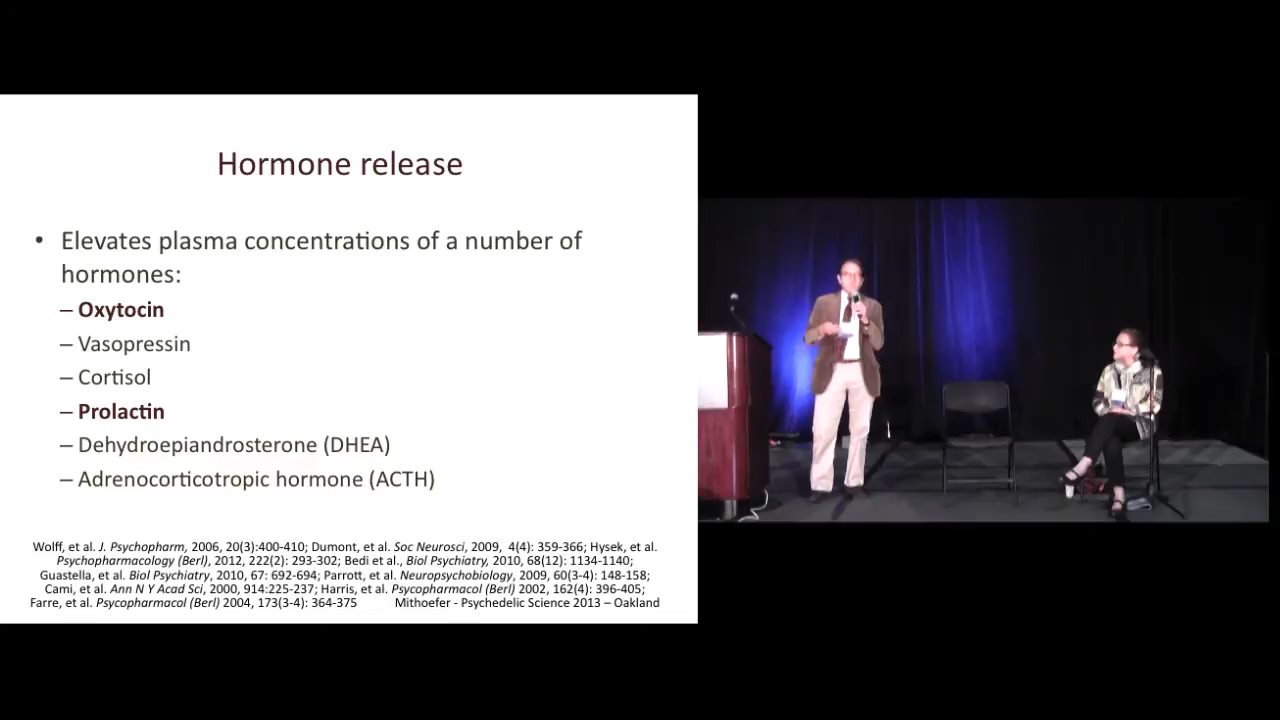 Hormone release
• Elevates plasma concentrations of a number of
hormones:
– Oxytocin
– Vasopressin
– Cortisol
– Prolactin
– Dehydroepiandrosterone (DHEA)
– Adrenocorticotropic hormone (ACTH)
Wolff, et al. J. Psychopharm, 2006, 20(3):400-410; Dumont, et al. Soc Neurosci, 2009, 4(4): 359-366; Hysek, et al.
Psychopharmacology (Berl), 2012, 222(2): 293-302; Bedi et al., Biol Psychiatry, 2010, 68(12): 1134-1140;
Guastella, et al. Biol Psychiatry, 2010, 67: 692-694; Parrott, et al. Neuropsychobiology, 2009, 60(3-4): 148-158;
Cami, et al. Ann N Y Acad Sci, 2000, 914:225-237; Harris, et al. Psycopharmacol (Berl) 2002, 162(4): 396-405;
Farre, et al. Psycopharmacol (Berl) 2004, 173(3-4): 364-375 Mithoefer - Psychedelic Science 2013 – Oakland